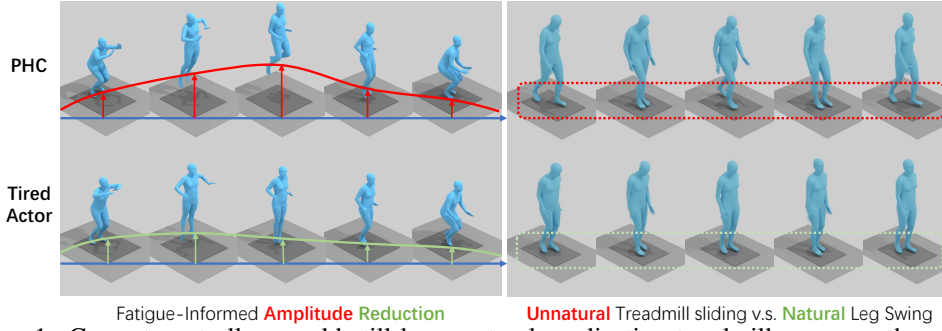 PHC
Tired
Actor
Fatigue-Informed Amplitude Reduction
Unnatural Treadmill sliding v.s. Natural Leg Swing